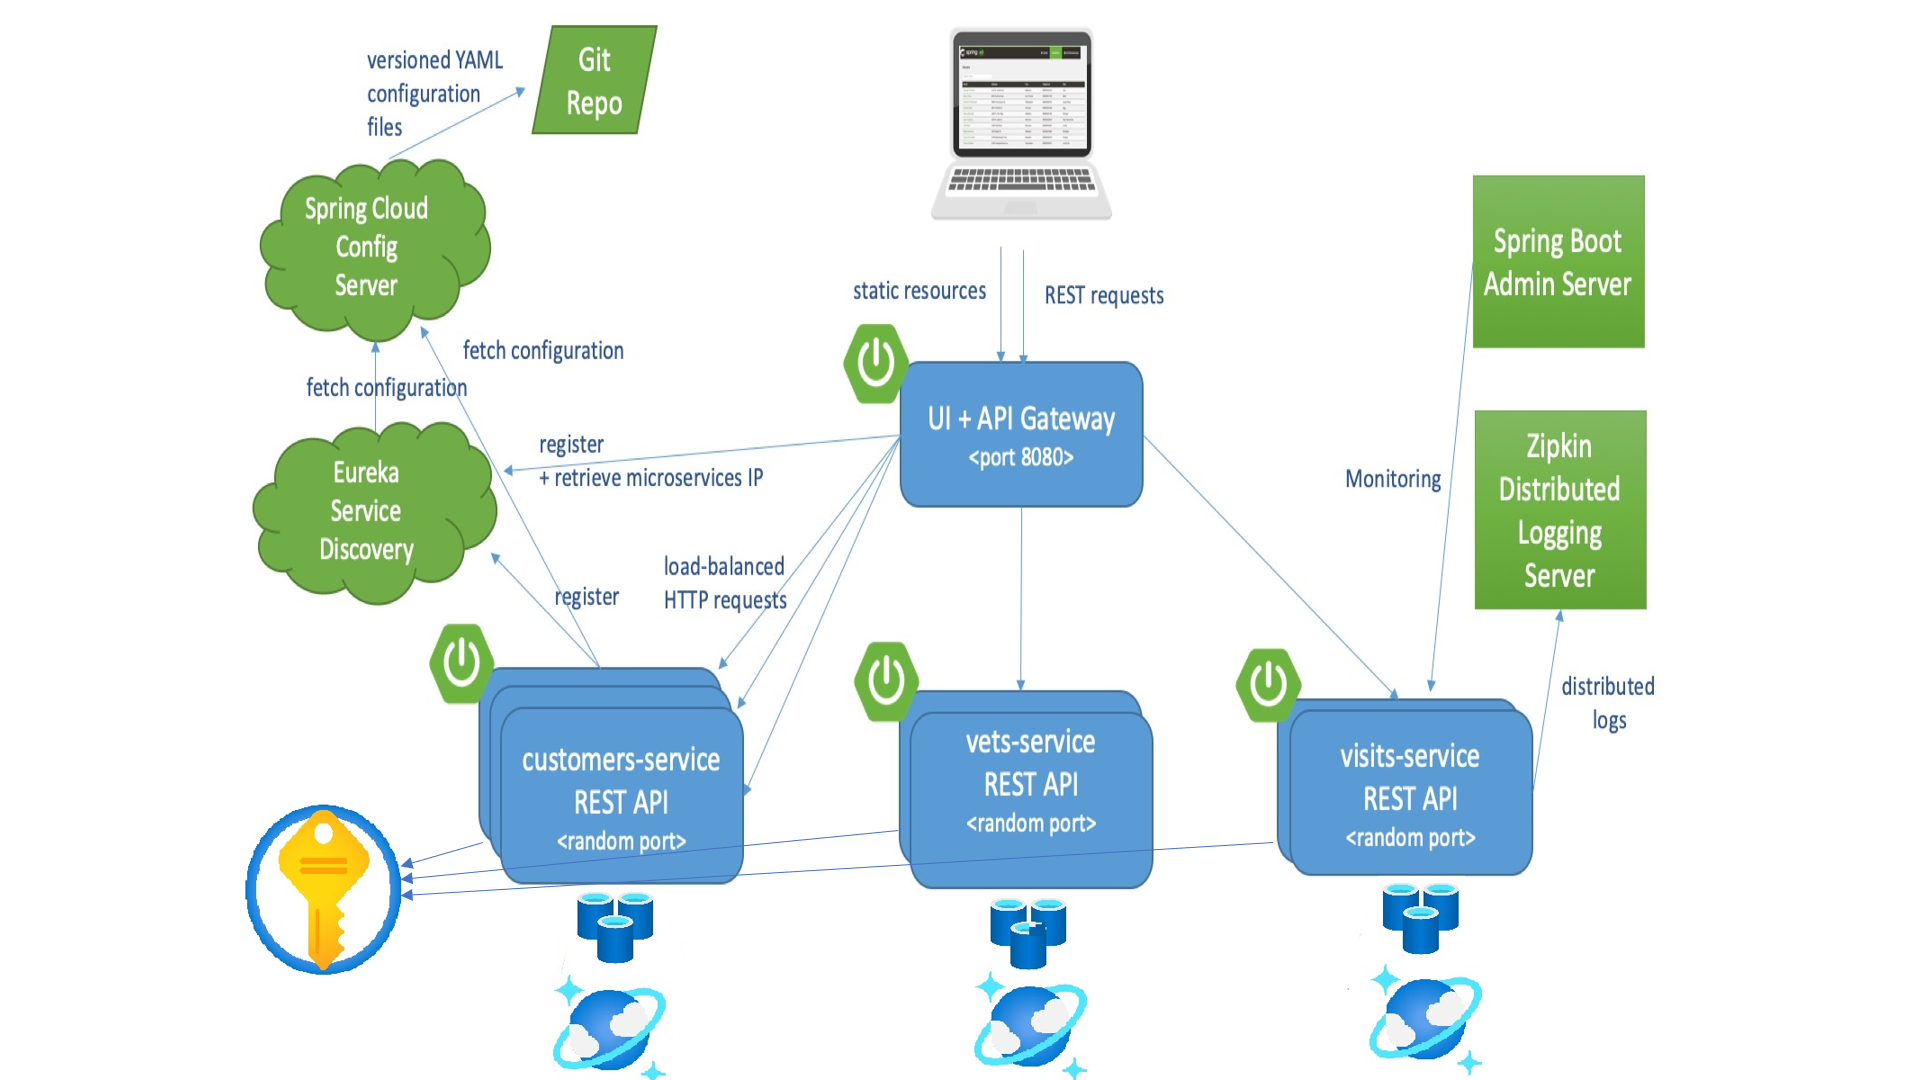 versioned YAML
configuration
files
Git
Repo
spring
Spring Cloud
Config
Server
static resources
REST requests
Spring Boot
Admin Server
fetch configuration
fetch configuration
UI + API Gateway
<port 8080>
register
+ retrieve microservices IP
Eureka
Service
Discovery
Monitoring
Zipkin
Distributed
Logging
Server
load-balanced
HTTP requests
register
distributed
logs
customers-service
REST API
<random port>
vets-service
REST API
<random port>
visits-service
REST API
<random port>